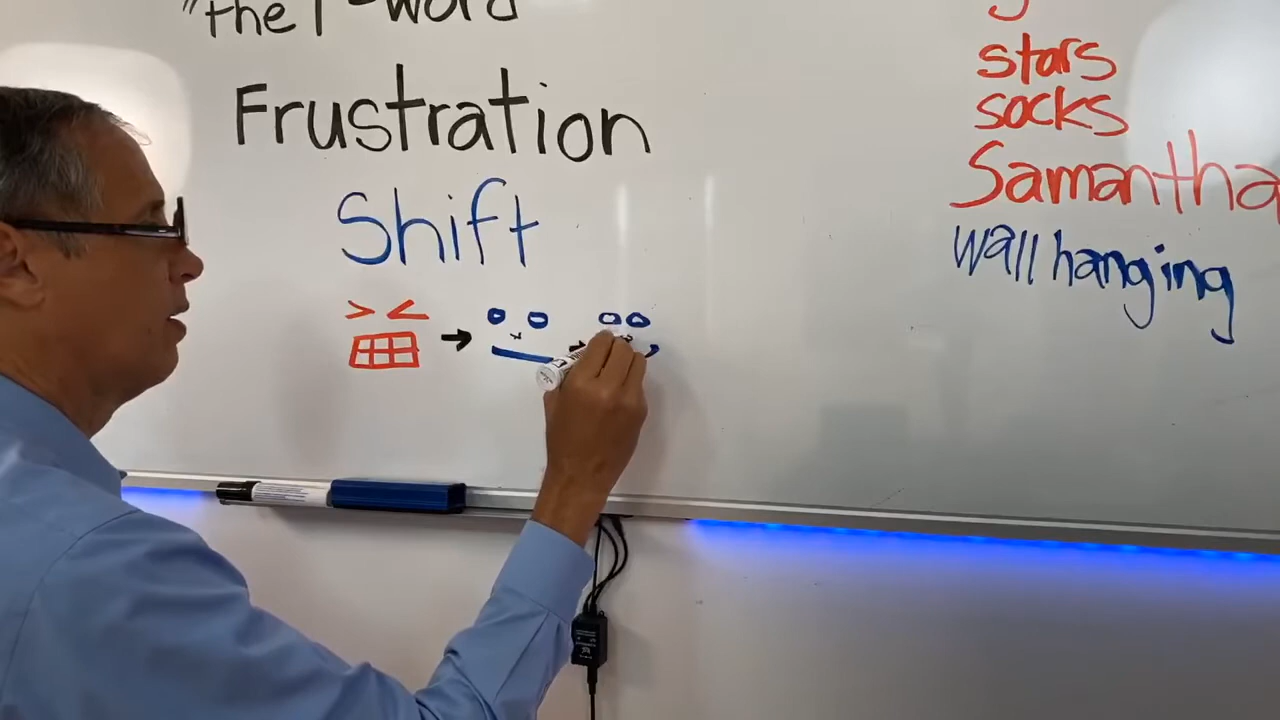 "the F-word
Frustration
Shift
stars
socks
Samantha
wall hanging